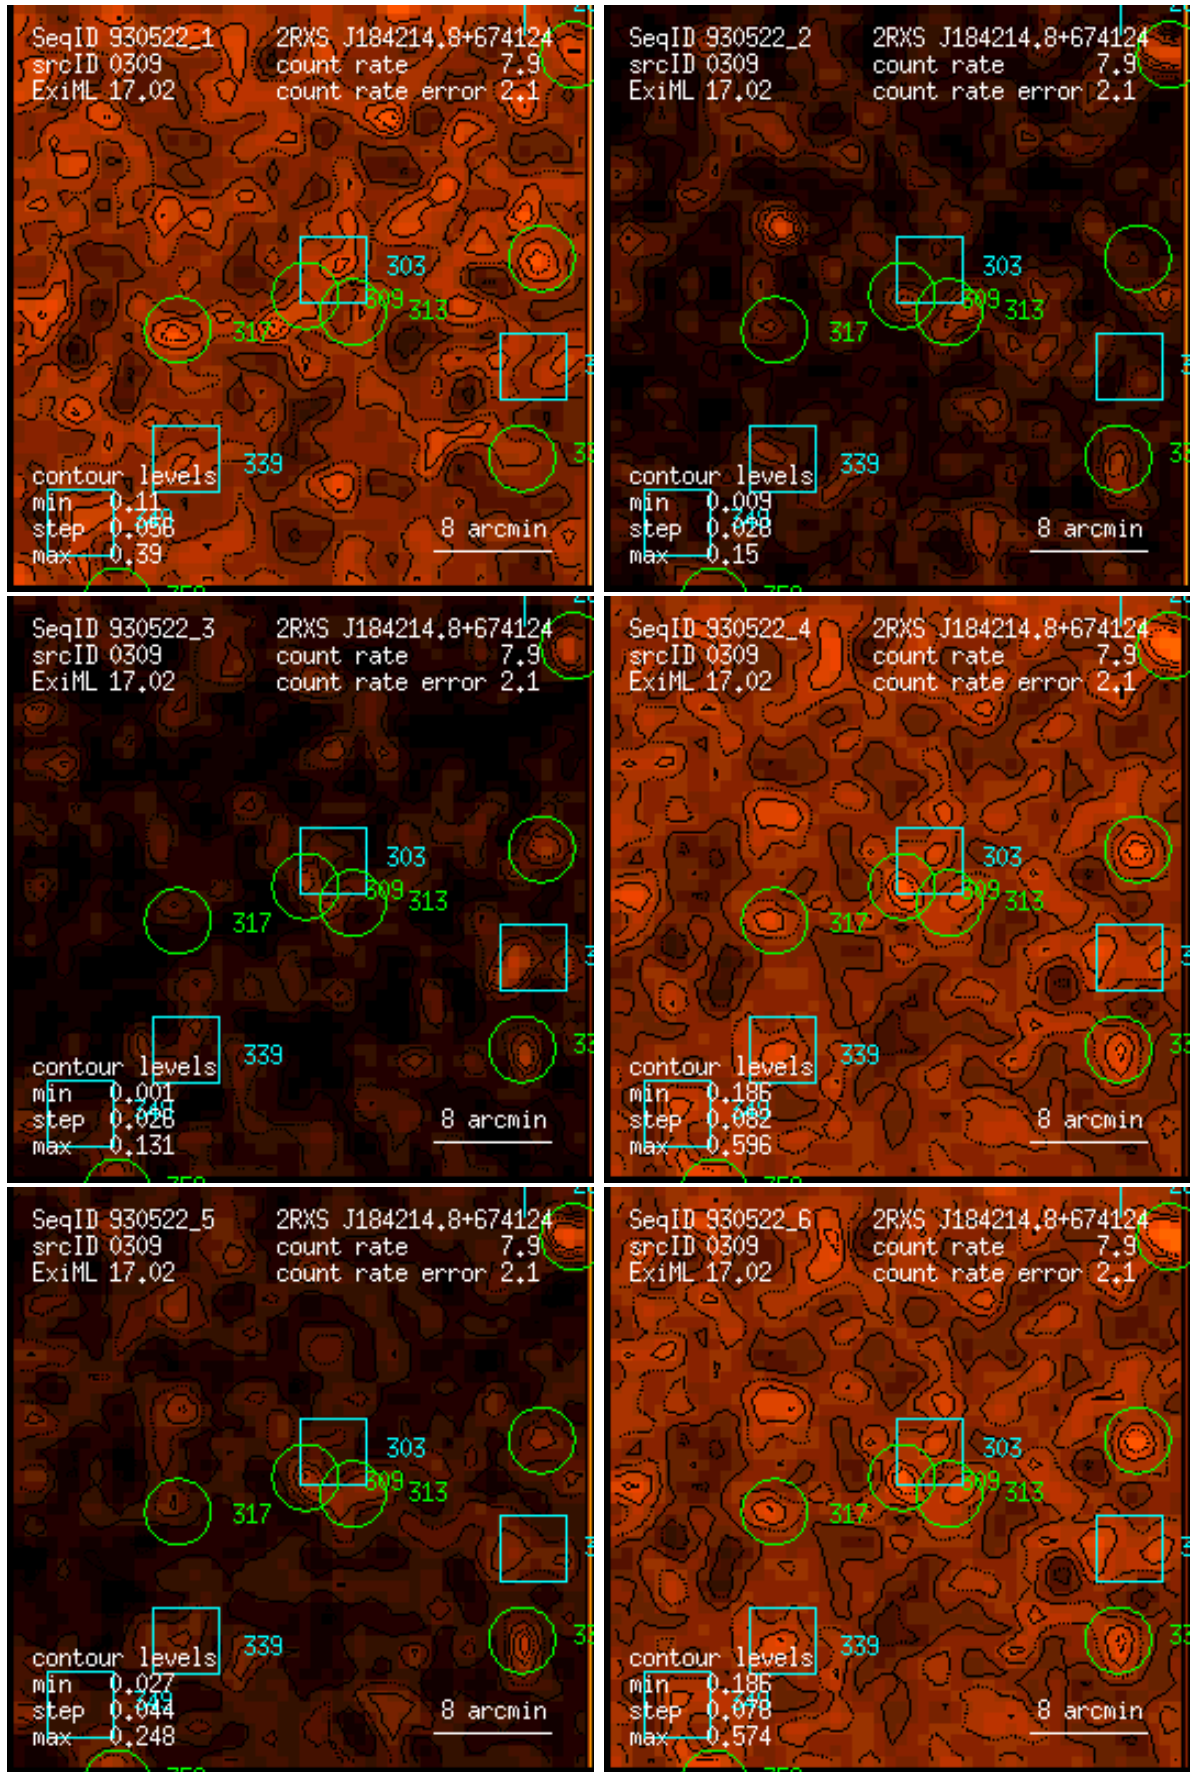 SeqID 930522_1 2RXS J184214.8+674124
srcID 0309 count rate 7.9
ExiML 17.02 count rate error 2.1
303
309 313
317
339
contour levels
min 0.11
step 0.056
max 0.39
349
8 arcmin
SeqID 930522_2 2RXS J184214.8+674124
srcID 0309 count rate 7.9
ExiML 17.02 count rate error 2.1
303
309 313
317
339
contour levels
min 0.009
step 0.028
max 0.15
349
8 arcmin
SeqID 930522_3 2RXS J184214.8+674124
srcID 0309 count rate 7.9
ExiML 17.02 count rate error 2.1
303
309 313
317
339
contour levels
min 0.001
step 0.026
max 0.131
349
8 arcmin
SeqID 930522_4 2RXS J184214.8+674124
srcID 0309 count rate 7.9
ExiML 17.02 count rate error 2.1
303
309 313
317
339
contour levels
min 0.186
step 0.082
max 0.596
349
8 arcmin
SeqID 930522_5 2RXS J184214.8+674124
srcID 0309 count rate 7.9
ExiML 17.02 count rate error 2.1
303
309 313
317
339
contour levels
min 0.027
step 0.044
max 0.248
349
8 arcmin
SeqID 930522_6 2RXS J184214.8+674124
srcID 0309 count rate 7.9
ExiML 17.02 count rate error 2.1
303
309 313
317
339
contour levels
min 0.186
step 0.078
max 0.574
349
8 arcmin